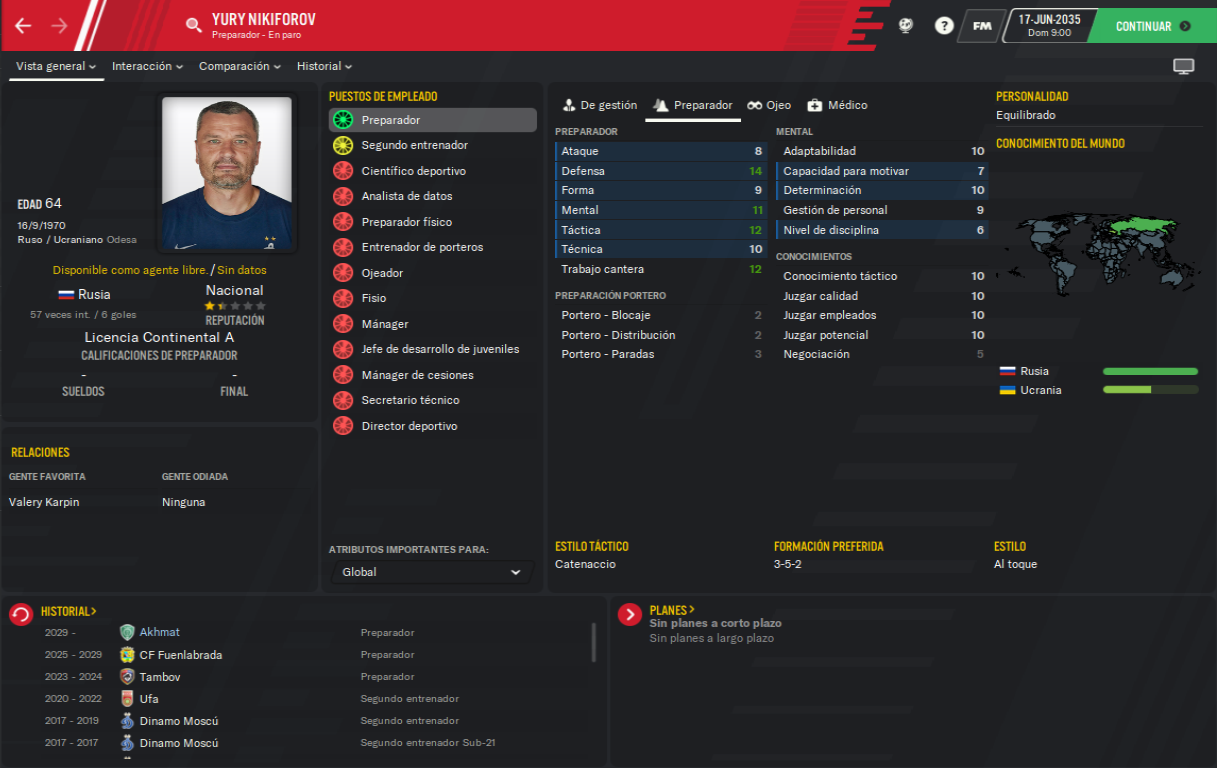 YURY NIKIFOROV
Preparador - En paro
?
FM
17-JUN-2035
Dom 9:00
CONTINUAR
Vista general
Interacción
Comparación
Historial
EDAD 64
16/9/1970
Ruso / Ucraniano Odesa
Disponible como agente libre. / Sin datos
Rusia
57 veces int. / 6 goles
Nacional
REPUTACIÓN
Licencia Continental A
CALIFICACIONES DE PREPARADOR
-
SUELDOS
-
FINAL
RELACIONES
GENTE FAVORITA
GENTE ODIADA
Valery Karpin
Ninguna
PUESTOS DE EMPLEADO
Preparador
Segundo entrenador
Científico deportivo
Analista de datos
Preparador físico
Entrenador de porteros
Ojeador
Fisio
Mánager
Jefe de desarrollo de juveniles
Mánager de cesiones
Secretario técnico
Director deportivo
ATRIBUTOS IMPORTANTES PARA:
Global
De gestión
Preparador
Ojeo
Médico
PREPARADOR
Ataque 8
Defensa 14
Forma 9
Mental 11
Táctica 12
Técnica 10
Trabajo cantera 12
PREPARACIÓN PORTERO
Portero - Blocaje 2
Portero - Distribución 2
Portero - Paradas 3
MENTAL
Adaptabilidad 10
Capacidad para motivar 7
Determinación 10
Gestión de personal 9
Nivel de disciplina 6
CONOCIMIENTOS
Conocimiento táctico 10
Juzgar calidad 10
Juzgar empleados 10
Juzgar potencial 10
Negociación 5
PERSONALIDAD
Equilibrado
CONOCIMIENTO DEL MUNDO
Rusia
Ucrania
ESTILO TÁCTICO
Catenaccio
FORMACIÓN PREFERIDA
3-5-2
ESTILO
Al toque
HISTORIAL >
2029 - Akhmat Preparador
2025 - 2029 CF Fuenlabrada Preparador
2023 - 2024 Tambov Preparador
2020 - 2022 Ufa Segundo entrenador
2017 - 2019 Dinamo Moscú Segundo entrenador
2017 - 2017 Dinamo Moscú Segundo entrenador Sub-21
PLANES >
Sin planes a corto plazo
Sin planes a largo plazo